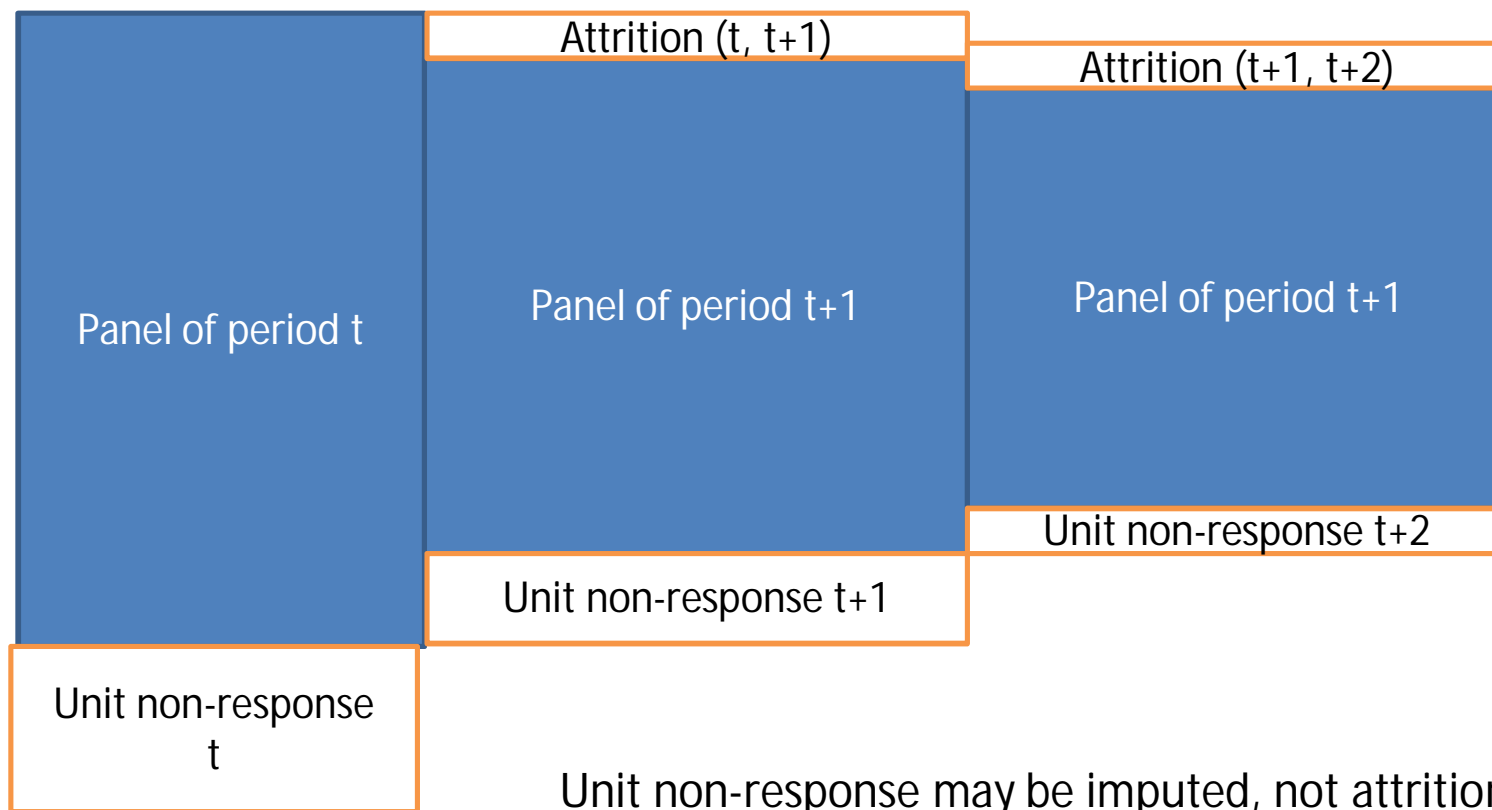 Attrition (t, t+1)
Attrition (t+1, t+2)
Panel of period t
Panel of period t+1
Panel of period t+1
Unit non-response t+2
Unit non-response t+1
Unit non-response
t
Unit non-response may be imputed, not attrition